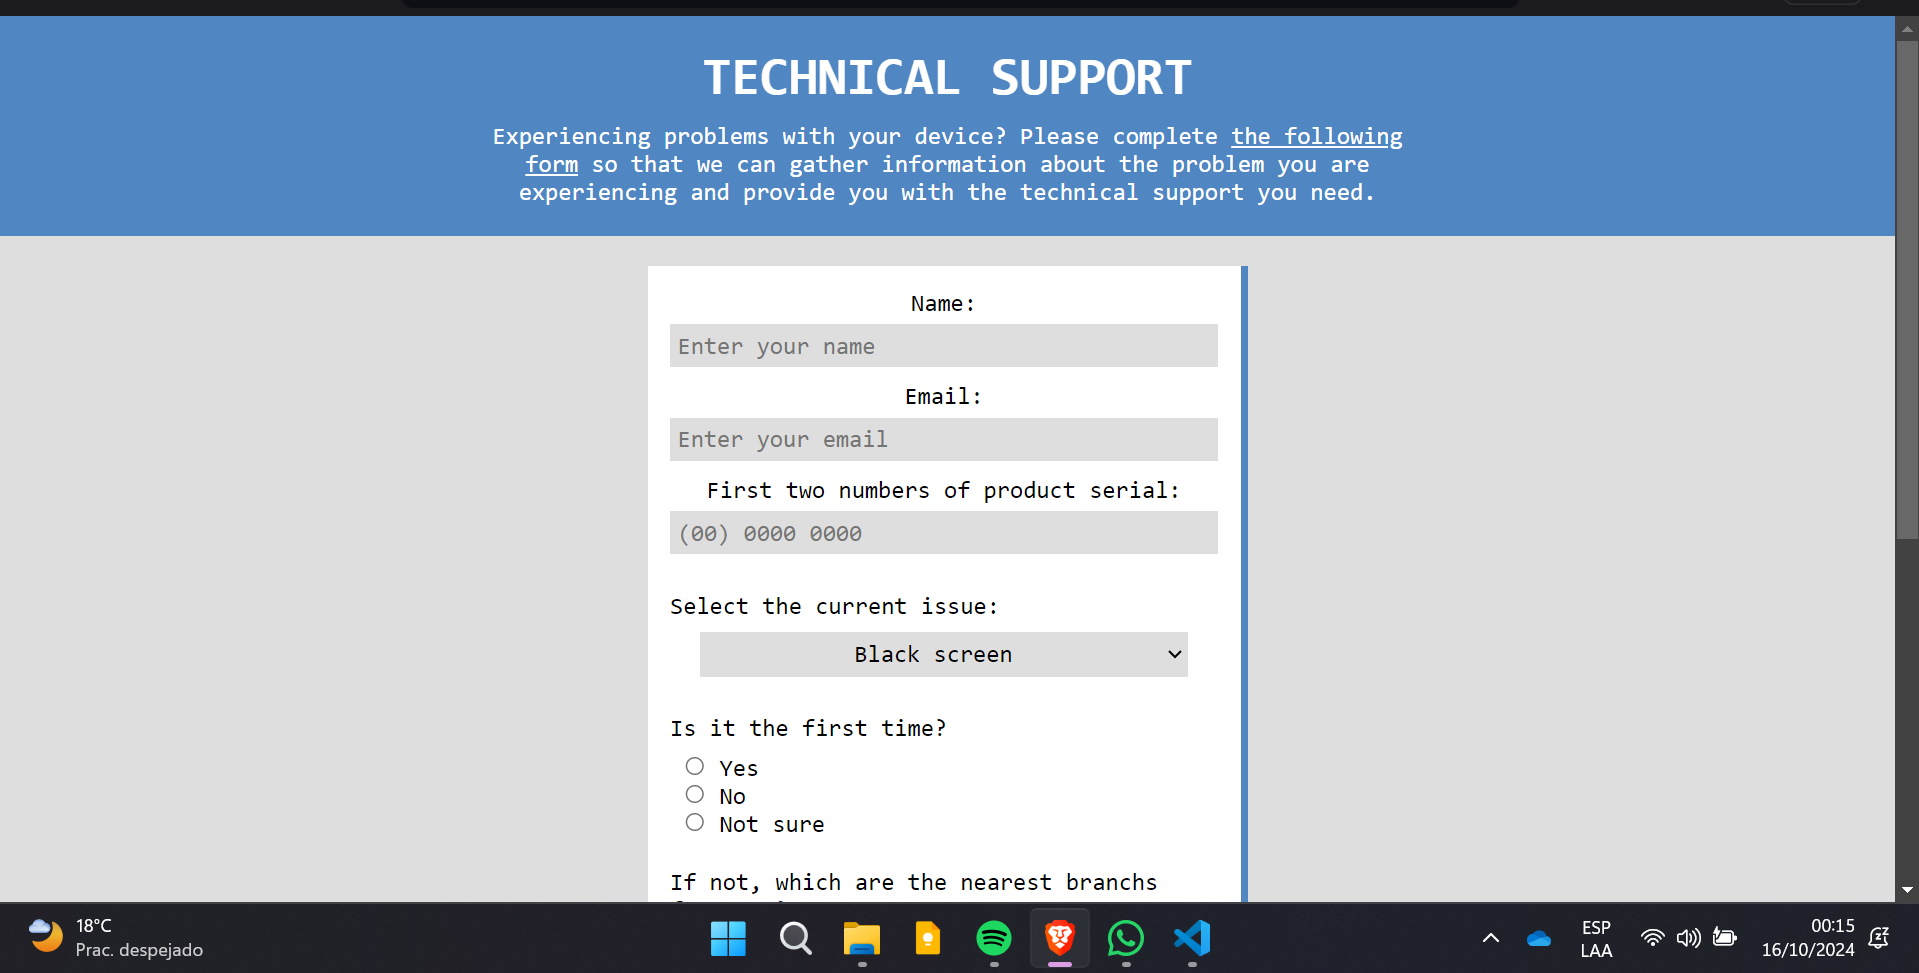 TECHNICAL SUPPORT
Experiencing problems with your device? Please complete the following
form so that we can gather information about the problem you are
experiencing and provide you with the technical support you need.
Name:
Enter your name
Email:
Enter your email
First two numbers of product serial:
(00) 0000 0000
Select the current issue:
Black screen
Is it the first time?
Yes
No
Not sure
If not, which are the nearest branchs
18°C
Prac. despejado
ESP
LAA
00:15
16/10/2024